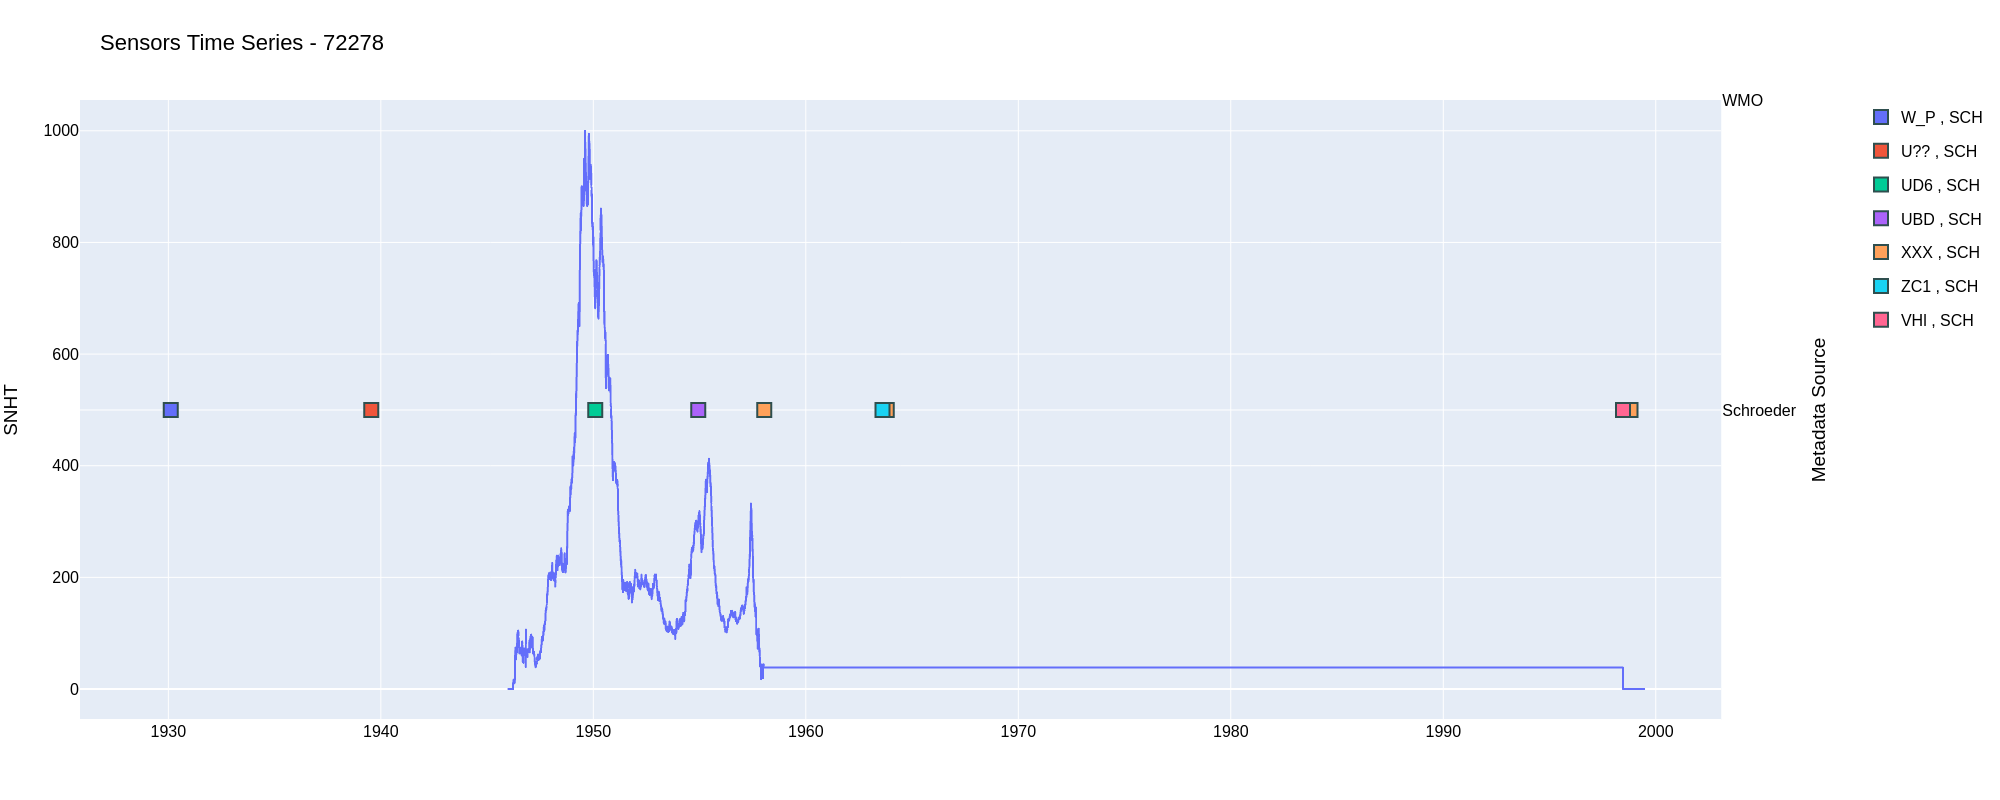 Sensors Time Series - 72278
WMO
1000
800
600
400
200
0
SNHT
Schroeder
Metadata Source
1930
1940
1950
1960
1970
1980
1990
2000
W_P , SCH
U?? , SCH
UD6 , SCH
UBD , SCH
XXX , SCH
ZC1 , SCH
VHI , SCH